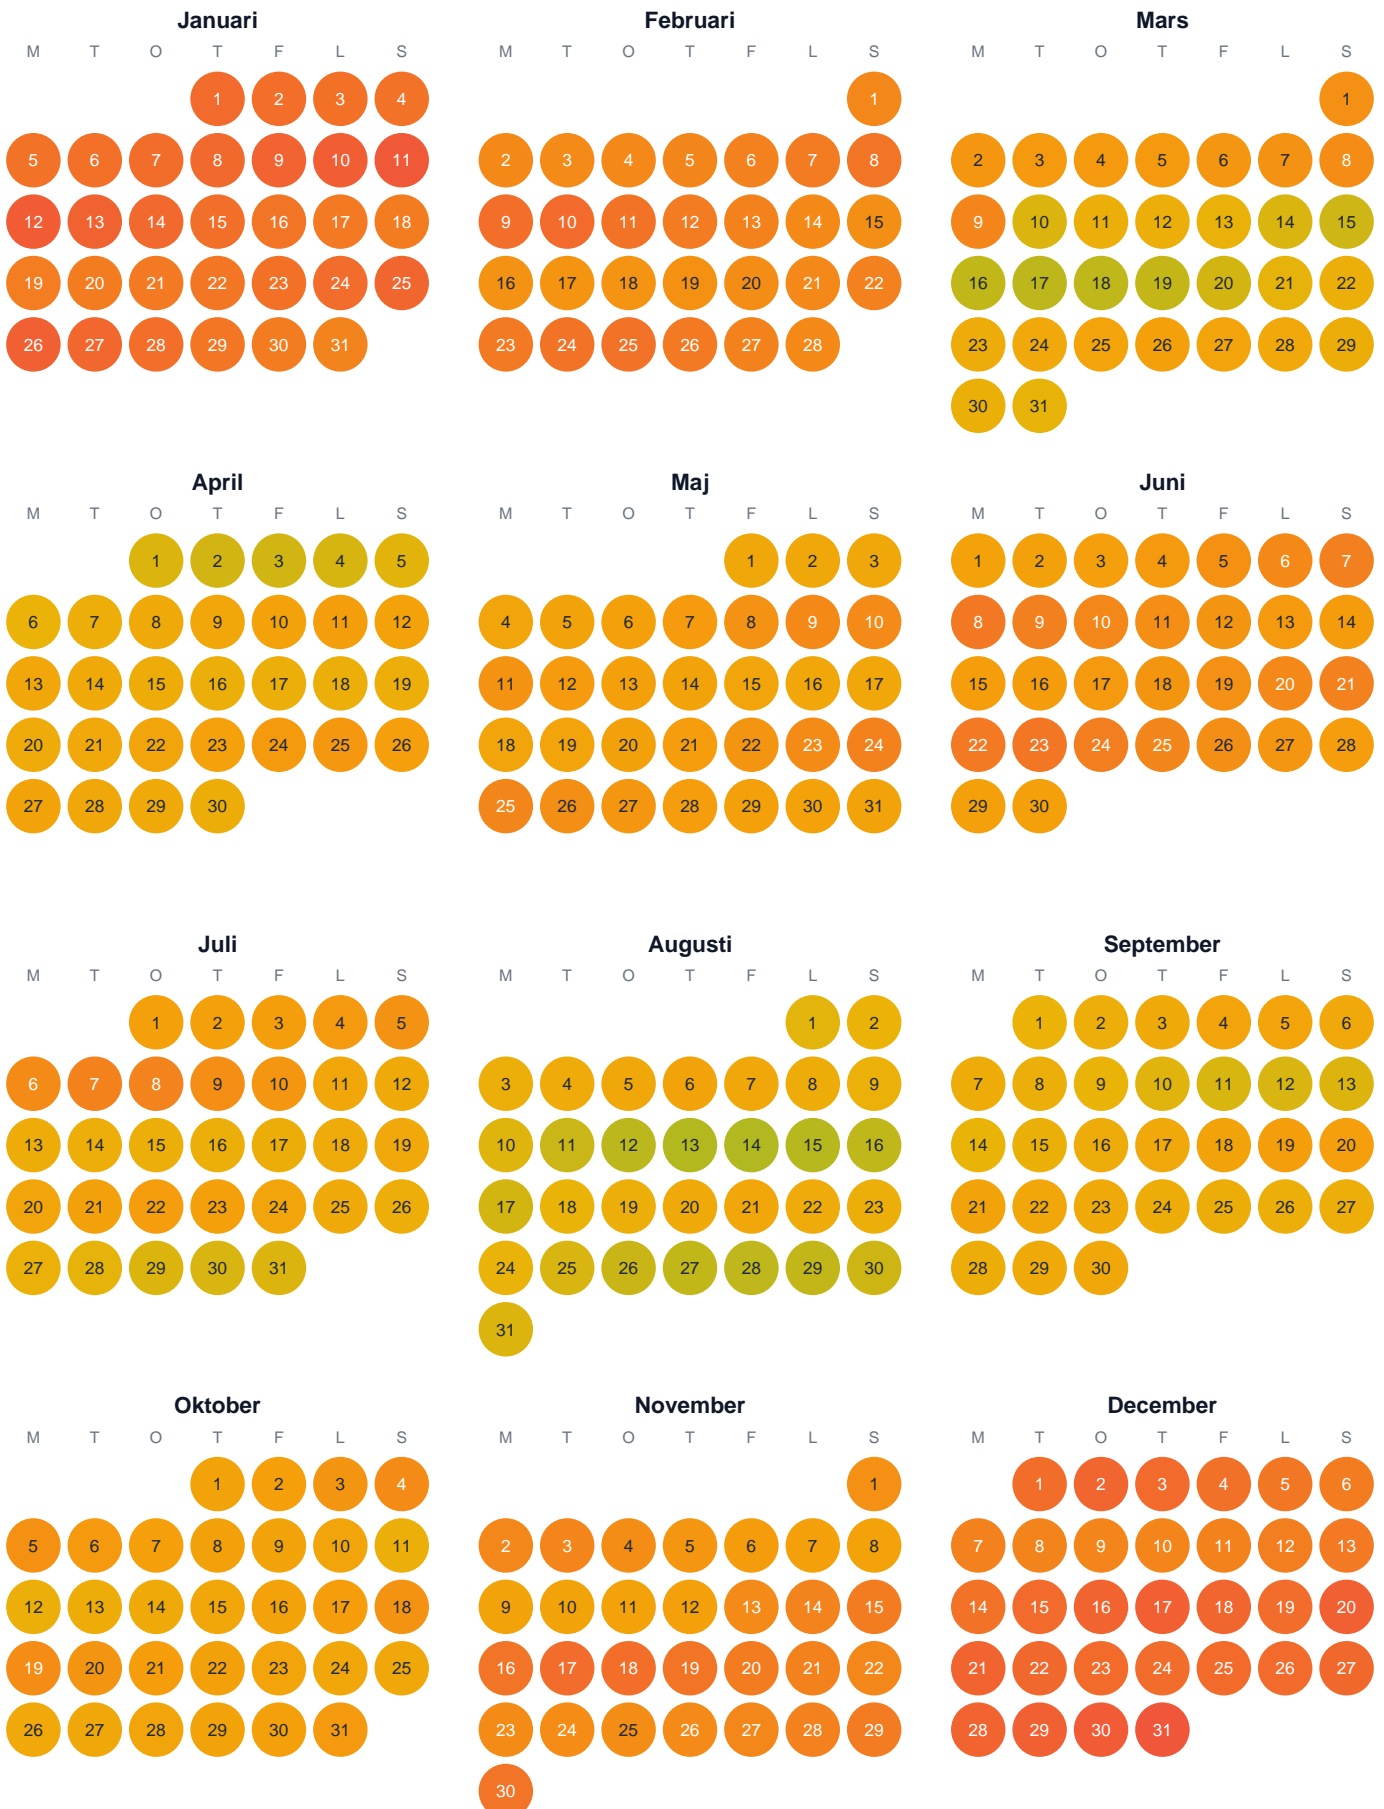 Januari Februari Mars
M T O T F L S M T O T F L S M T O T F L S
1 2 3 4 1 1
5 6 7 8 9 10 11 2 3 4 5 6 7 8 2 3 4 5 6 7 8
12 13 14 15 16 17 18 9 10 11 12 13 14 15 9 10 11 12 13 14 15
19 20 21 22 23 24 25 16 17 18 19 20 21 22 16 17 18 19 20 21 22
26 27 28 29 30 31 23 24 25 26 27 28 23 24 25 26 27 28 29
30 31
April Maj Juni
M T O T F L S M T O T F L S M T O T F L S
1 2 3 4 5 1 2 3 1 2 3 4 5 6 7
6 7 8 9 10 11 12 4 5 6 7 8 9 10 8 9 10 11 12 13 14
13 14 15 16 17 18 19 11 12 13 14 15 16 17 15 16 17 18 19 20 21
20 21 22 23 24 25 26 18 19 20 21 22 23 24 22 23 24 25 26 27 28
27 28 29 30 25 26 27 28 29 30 31 29 30
Juli Augusti September
M T O T F L S M T O T F L S M T O T F L S
1 2 3 4 5 1 2 1 2 3 4 5 6
6 7 8 9 10 11 12 3 4 5 6 7 8 9 7 8 9 10 11 12 13
13 14 15 16 17 18 19 10 11 12 13 14 15 16 14 15 16 17 18 19 20
20 21 22 23 24 25 26 17 18 19 20 21 22 23 21 22 23 24 25 26 27
27 28 29 30 31 24 25 26 27 28 29 30 28 29 30
31
Oktober November December
M T O T F L S M T O T F L S M T O T F L S
1 2 3 4 1 1 2 3 4 5 6
5 6 7 8 9 10 11 2 3 4 5 6 7 8 7 8 9 10 11 12 13
12 13 14 15 16 17 18 9 10 11 12 13 14 15 14 15 16 17 18 19 20
19 20 21 22 23 24 25 16 17 18 19 20 21 22 21 22 23 24 25 26 27
26 27 28 29 30 31 23 24 25 26 27 28 29 28 29 30 31
30